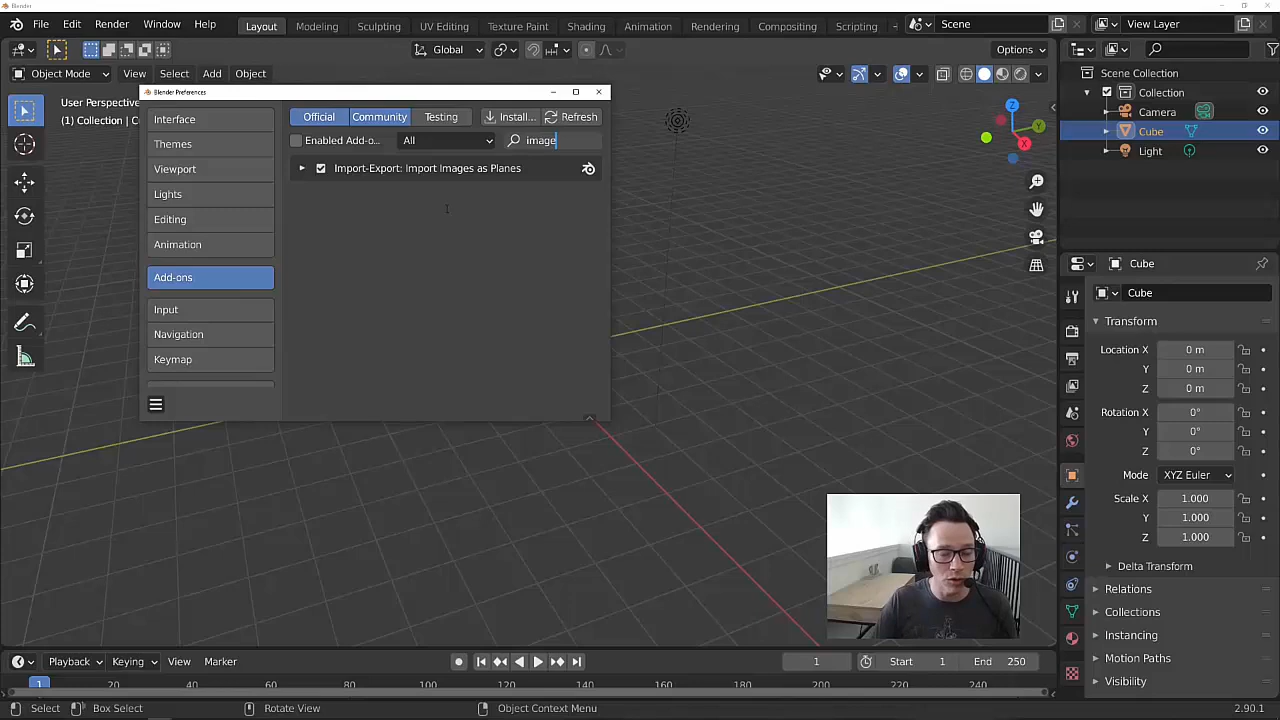 Blender
File Edit Render Window Help
Layout Modeling Sculpting UV Editing Texture Paint Shading Animation Rendering Compositing Scripting
Scene
View Layer
Global
Options
Object Mode View Select Add Object
User Perspective
(1) Collection | C
Blender Preferences
Interface
Themes
Viewport
Lights
Editing
Animation
Add-ons
Input
Navigation
Keymap
Official Community Testing Install... Refresh
Enabled Add-o... All image
Import-Export: Import Images as Planes
Z
Y
X
Scene Collection
Collection
Camera
Cube
Light
Cube
Cube
Transform
Location X 0 m
Y 0 m
Z 0 m
Rotation X 0°
Y 0°
Z 0°
Mode XYZ Euler
Scale X 1.000
Y 1.000
Z 1.000
Delta Transform
Relations
Collections
Instancing
Motion Paths
Visibility
Playback Keying View Marker
1 Start 1 End 250
1 20 40 60 80 100 120 140 160 180 200 220 240
Select Box Select Rotate View Object Context Menu 2.90.1